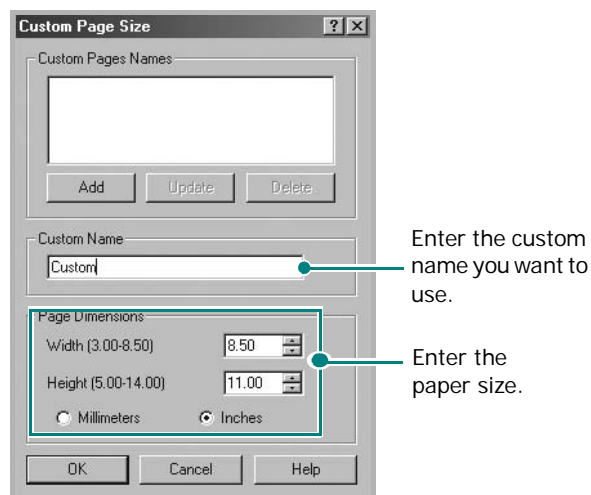 Custom Page Size
Custom Pages Names
Add Update Delete
Custom Name
Custom
Enter the custom
name you want to
use.
Page Dimensions
Width (3.00-8.50) 8.50
Height (5.00-14.00) 11.00
Millimeters Inches
Enter the
paper size.
OK Cancel Help